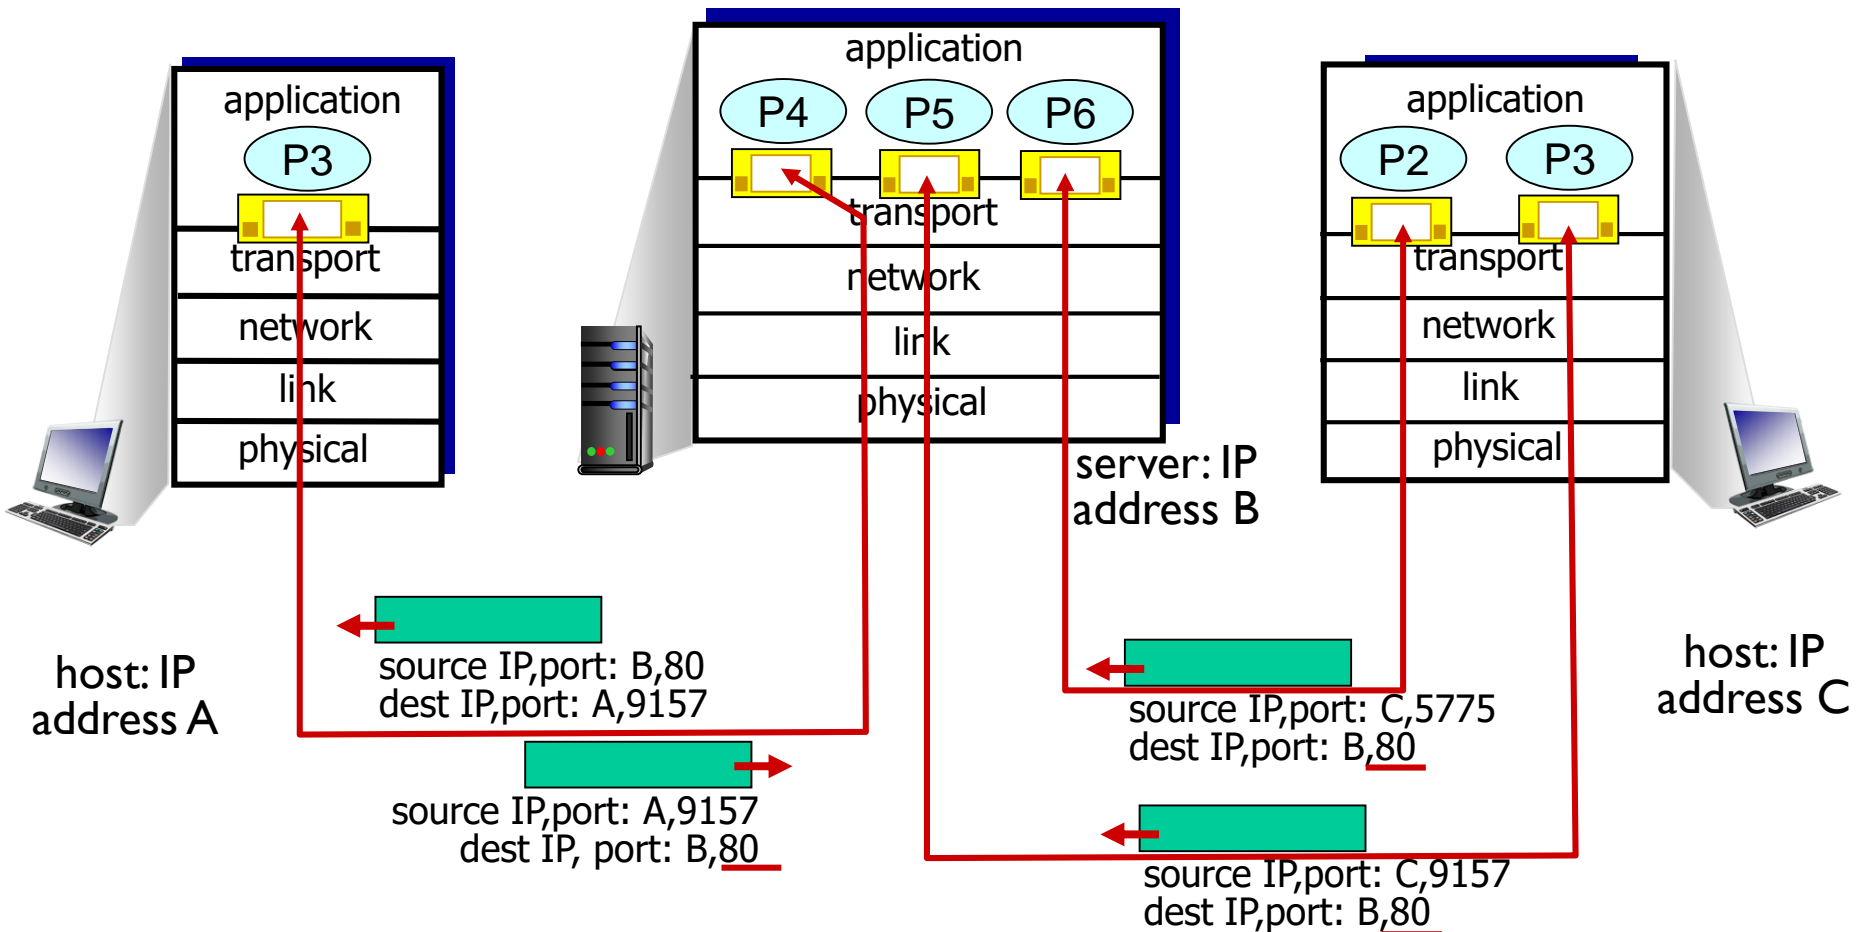 application
P3
transport
network
link
physical
host: IP
address A
application
P4 P5 P6
transport
network
link
physical
server: IP
address B
application
P2 P3
transport
network
link
physical
host: IP
address C
source IP,port: B,80
dest IP,port: A,9157
source IP,port: A,9157
dest IP, port: B,80
source IP,port: C,5775
dest IP,port: B,80
source IP,port: C,9157
dest IP,port: B,80